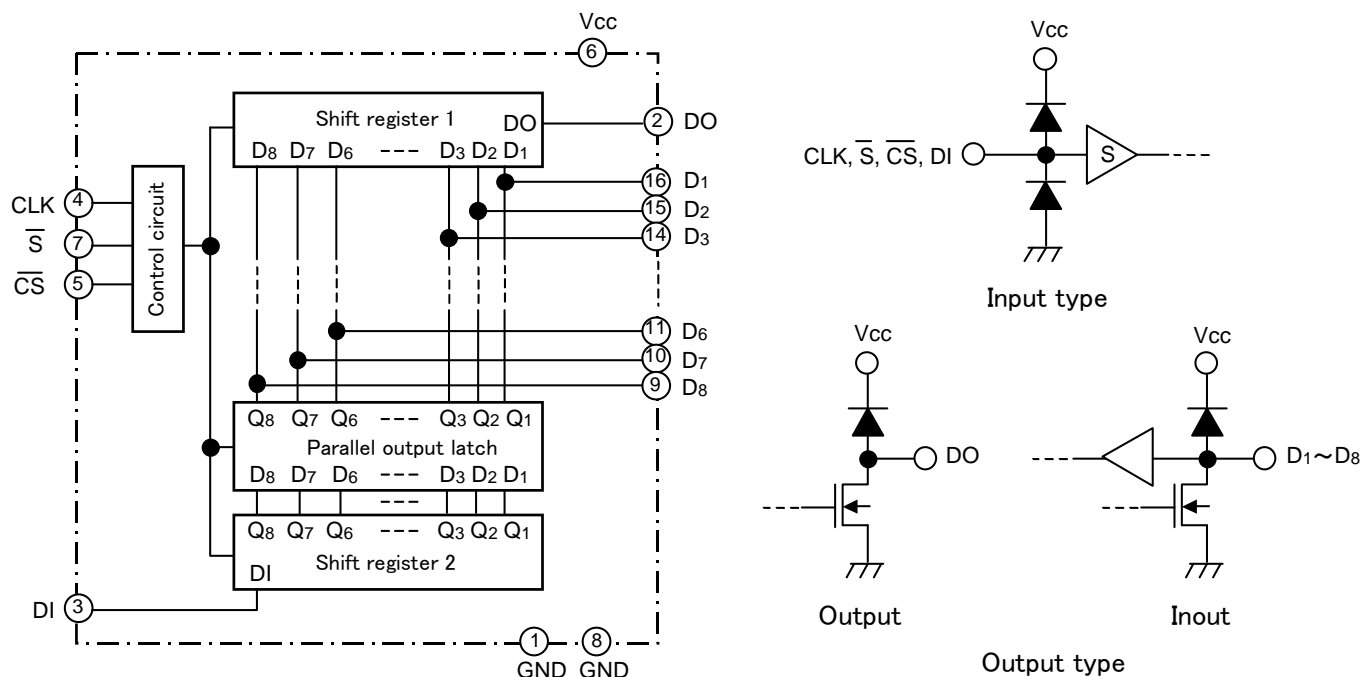 Vcc
6
Shift register 1
DO
2 DO
D8 D7 D6 --- D3 D2 D1
16 D1
15 D2
14 D3
CLK 4
S̅ 7
C̅S̅ 5
Control circuit
11 D6
10 D7
9 D8
Q8 Q7 Q6 --- Q3 Q2 Q1
Parallel output latch
D8 D7 D6 --- D3 D2 D1
---
Q8 Q7 Q6 --- Q3 Q2 Q1
Shift register 2
DI
DI 3
1 8
GND GND
Vcc
CLK, S̅, C̅S̅, DI
S
Input type
Vcc
DO
Output
Vcc
D1～D8
Inout
Output type